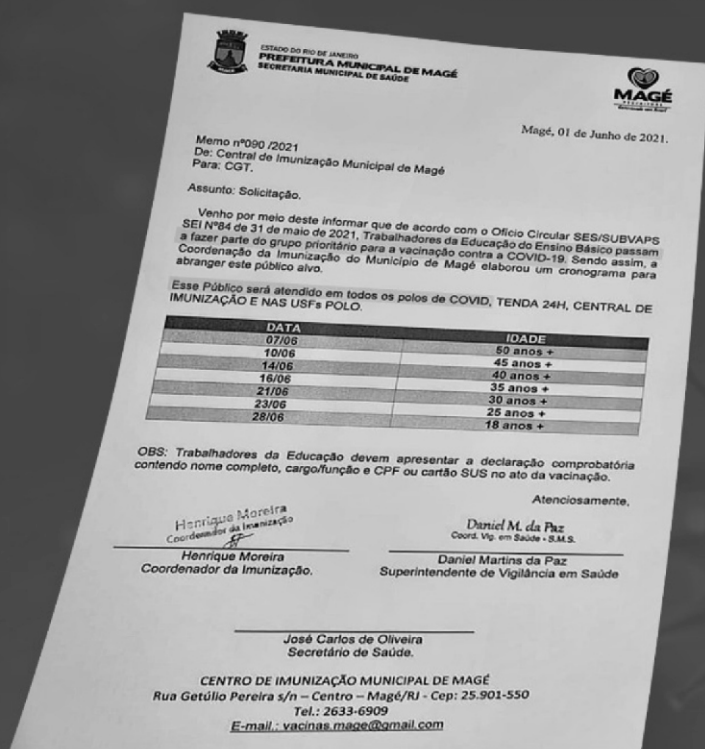 ESTADO DO RIO DE JANEIRO
PREFEITURA MUNICIPAL DE MAGÉ
SECRETARIA MUNICIPAL DE SAÚDE
MAGÉ
PREFEITURA
Magé, 01 de Junho de 2021.
Memo nº090 /2021
De: Central de Imunização Municipal de Magé
Para: CGT.
Assunto: Solicitação.
Venho por meio deste informar que de acordo com o Ofício Circular SES/SUBVAPS
SEI Nº84 de 31 de maio de 2021, Trabalhadores da Educação do Ensino Básico passam
a fazer parte do grupo prioritário para a vacinação contra a COVID-19. Sendo assim, a
Coordenação da Imunização do Município de Magé elaborou um cronograma para
abranger este público alvo.
Esse Público será atendido em todos os polos de COVID, TENDA 24H, CENTRAL DE
IMUNIZAÇÃO E NAS USFs POLO.
DATA IDADE
07/06 50 anos +
10/06 45 anos +
14/06 40 anos +
16/06 35 anos +
21/06 30 anos +
23/06 25 anos +
28/06 18 anos +
OBS: Trabalhadores da Educação devem apresentar a declaração comprobatória
contendo nome completo, cargo/função e CPF ou cartão SUS no ato da vacinação.
Atenciosamente,
Henrique Moreira
Coordenador da Imunização
Daniel M. da Paz
Coord. Vig. em Saúde - S.M.S.
Henrique Moreira
Coordenador da Imunização.
Daniel Martins da Paz
Superintendente de Vigilância em Saúde
José Carlos de Oliveira
Secretário de Saúde.
CENTRO DE IMUNIZAÇÃO MUNICIPAL DE MAGÉ
Rua Getúlio Pereira s/n – Centro – Magé/RJ - Cep: 25.901-550
Tel.: 2633-6909
E-mail.: vacinas.mage@gmail.com